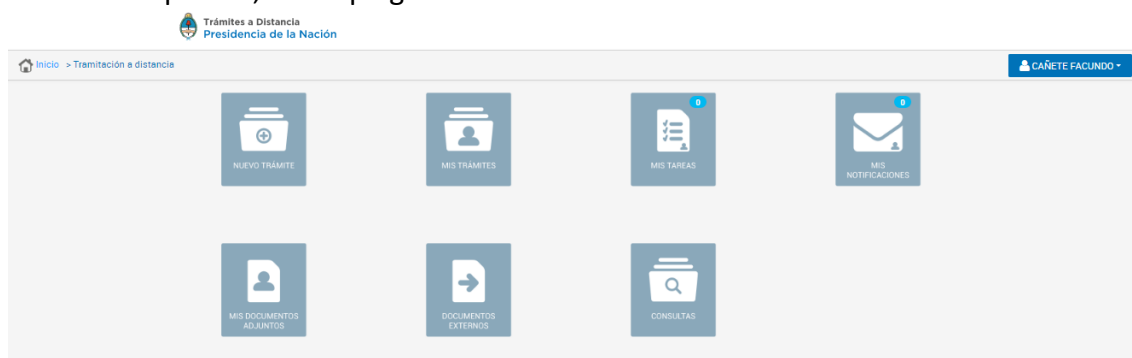 Trámites a Distancia
Presidencia de la Nación
Inicio > Tramitación a distancia
CAÑETE FACUNDO
NUEVO TRÁMITE
MIS TRÁMITES
0
MIS TAREAS
0
MIS
NOTIFICACIONES
MIS DOCUMENTOS
ADJUNTOS
DOCUMENTOS
EXTERNOS
CONSULTAS